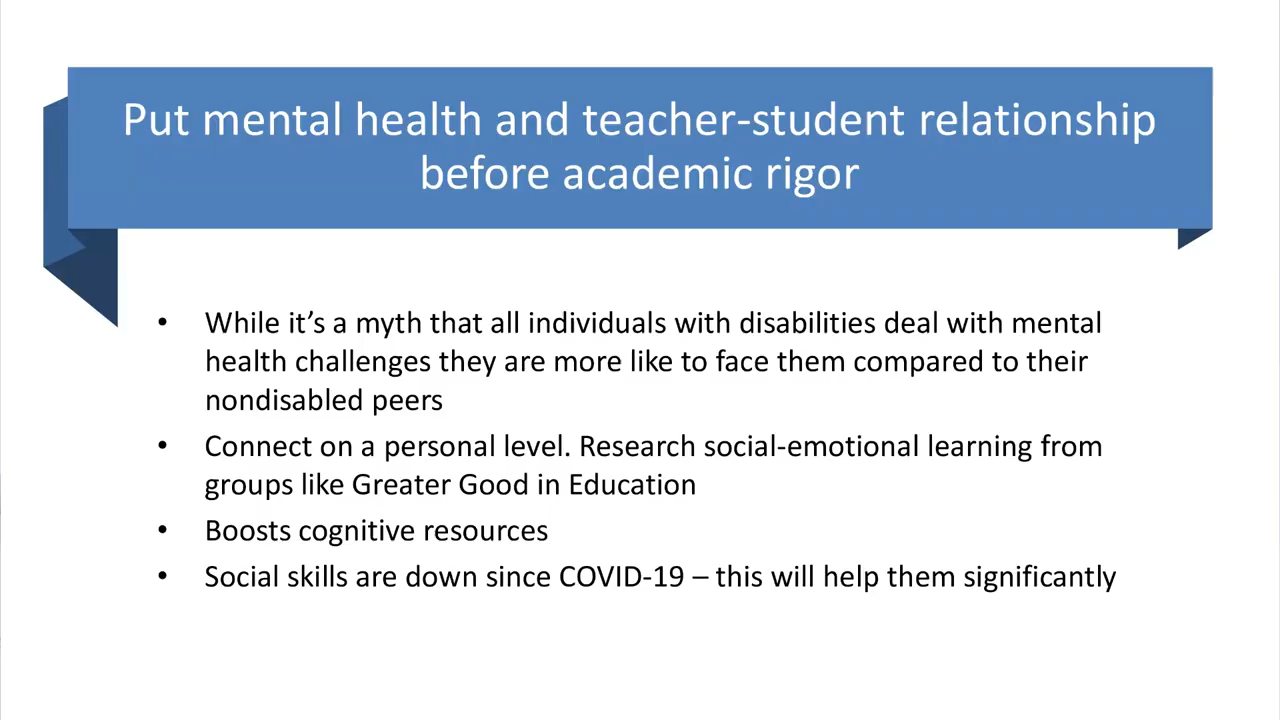 Put mental health and teacher-student relationship
before academic rigor
• While it’s a myth that all individuals with disabilities deal with mental
health challenges they are more like to face them compared to their
nondisabled peers
• Connect on a personal level. Research social-emotional learning from
groups like Greater Good in Education
• Boosts cognitive resources
• Social skills are down since COVID-19 – this will help them significantly